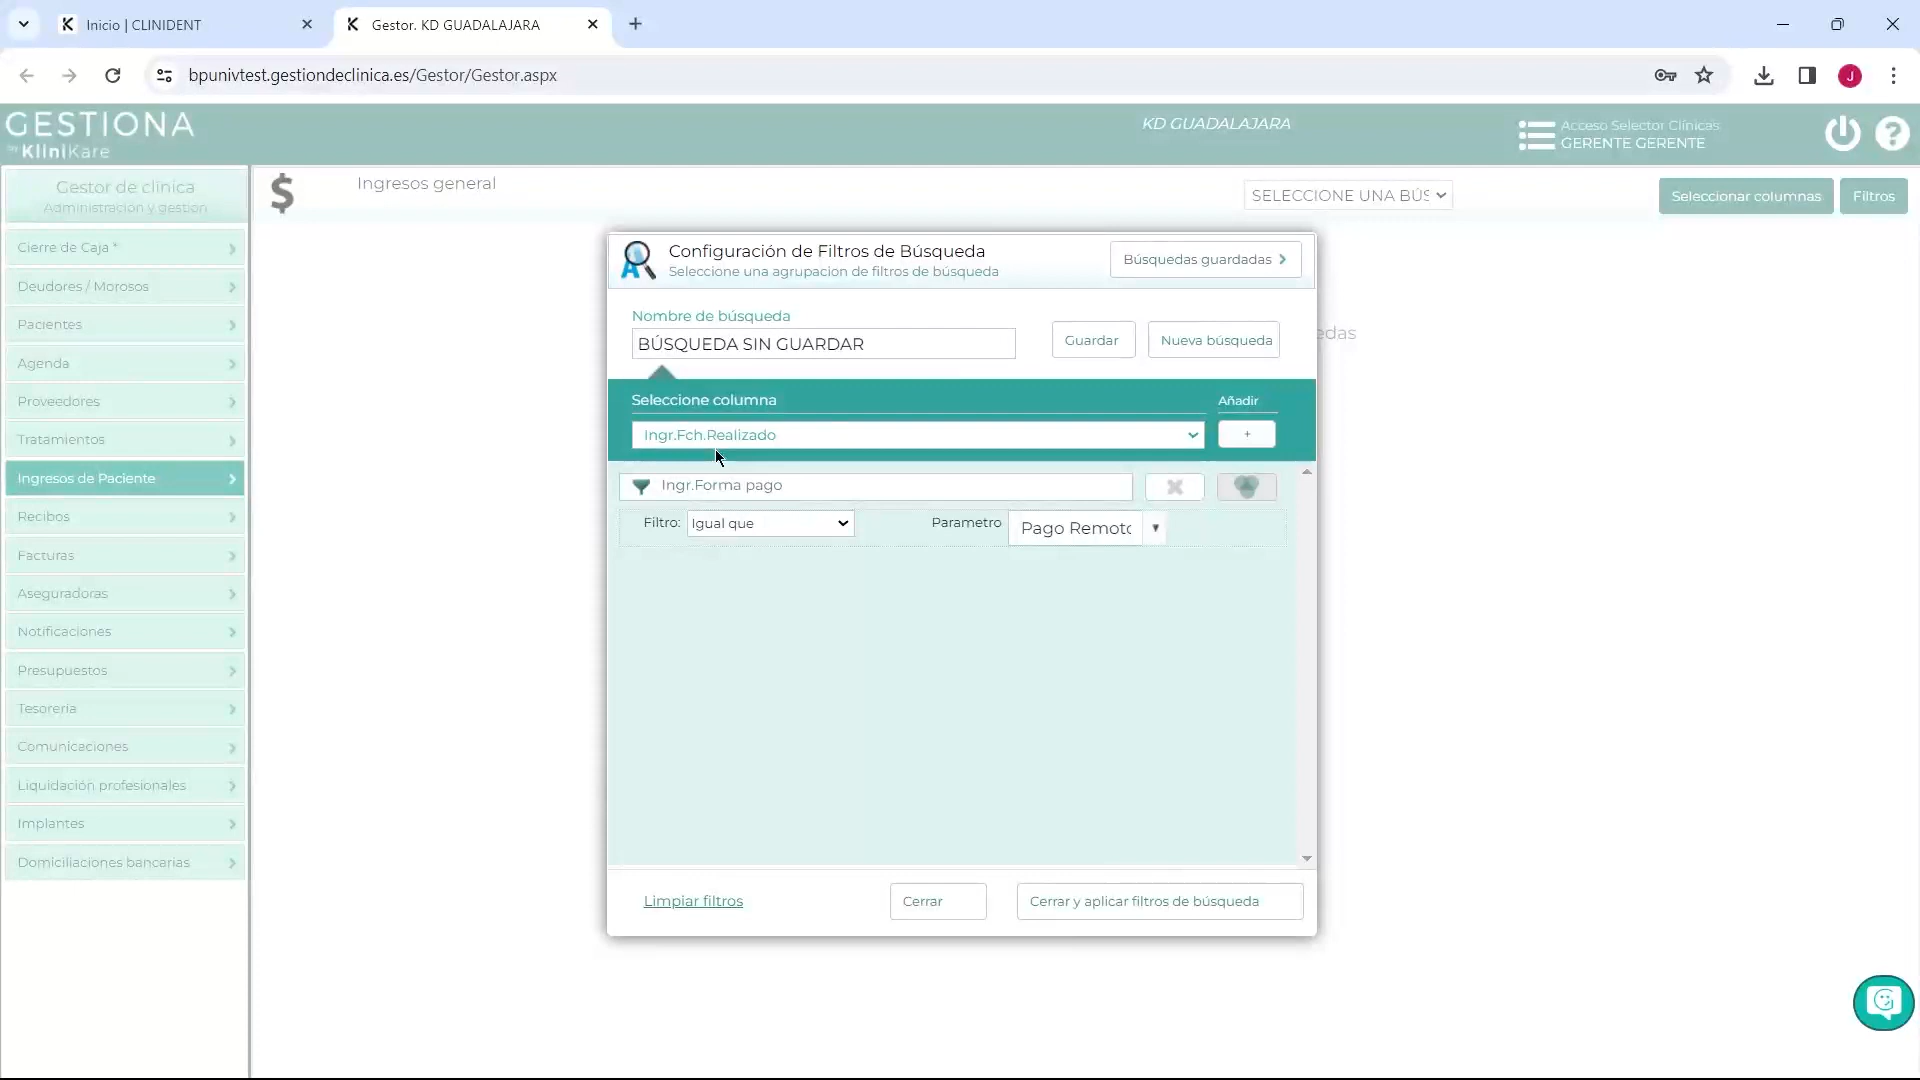 Inicio | CLINIDENT
Gestor. KD GUADALAJARA
bpunivtest.gestiondeclinica.es/Gestor/Gestor.aspx
J
GESTIONA
by KliniKare
KD GUADALAJARA
Acceso Selector Clínicas
GERENTE GERENTE
Gestor de clínica
Administración y gestión
Ingresos general
SELECCIONE UNA BÚS
Seleccionar columnas
Filtros
Cierre de Caja *
Deudores / Morosos
Pacientes
Agenda
Proveedores
Tratamientos
Ingresos de Paciente
Recibos
Facturas
Aseguradoras
Notificaciones
Presupuestos
Tesorería
Comunicaciones
Liquidación profesionales
Implantes
Domiciliaciones bancarias
Configuración de Filtros de Búsqueda
Seleccione una agrupacion de filtros de búsqueda
Búsquedas guardadas
Nombre de búsqueda
BÚSQUEDA SIN GUARDAR
Guardar
Nueva búsqueda
edas
Seleccione columna
Añadir
Ingr.Fch.Realizado
+
Ingr.Forma pago
Filtro:
Igual que
Parametro
Pago Remoto
Limpiar filtros
Cerrar
Cerrar y aplicar filtros de búsqueda